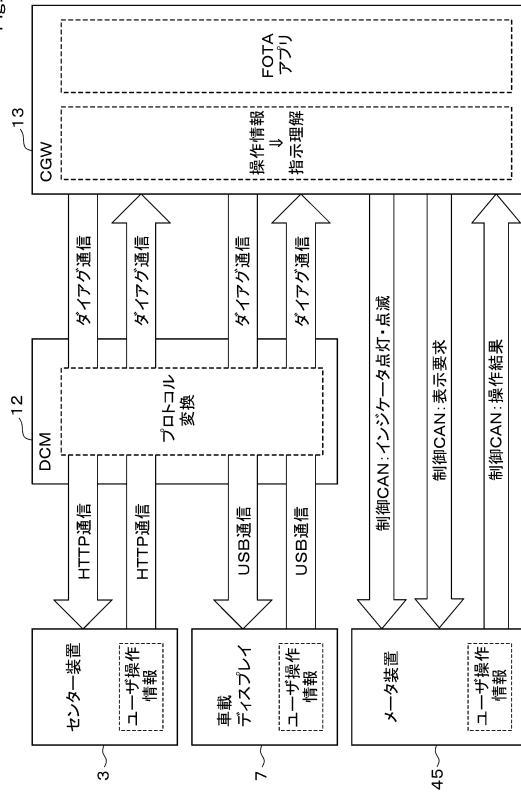 Fig
3
センター装置
ユーザ操作
情報
HTTP通信
HTTP通信
12
DCM
プロトコル
変換
ダイアグ通信
ダイアグ通信
13
CGW
操作情報
⇓
指示理解
FOTA
アプリ
7
車載
ディスプレイ
ユーザ操作
情報
USB通信
USB通信
ダイアグ通信
ダイアグ通信
45
メータ装置
ユーザ操作
情報
制御CAN：インジケータ点灯・点滅
制御CAN：表示要求
制御CAN：操作結果